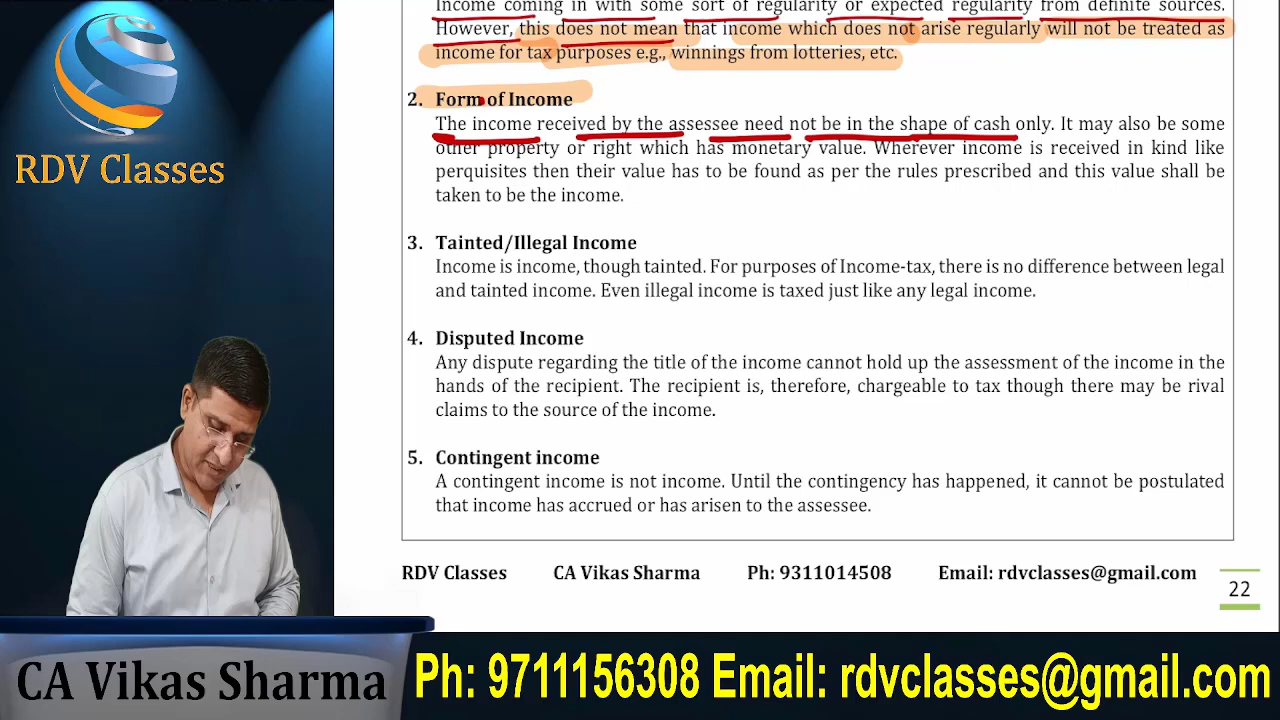 Income coming in with some sort of regularity or expected regularity from definite sources.
However, this does not mean that income which does not arise regularly will not be treated as
income for tax purposes e.g., winnings from lotteries, etc.
2. Form of Income
The income received by the assessee need not be in the shape of cash only. It may also be some
other property or right which has monetary value. Wherever income is received in kind like
perquisites then their value has to be found as per the rules prescribed and this value shall be
taken to be the income.
3. Tainted/Illegal Income
Income is income, though tainted. For purposes of Income-tax, there is no difference between legal
and tainted income. Even illegal income is taxed just like any legal income.
4. Disputed Income
Any dispute regarding the title of the income cannot hold up the assessment of the income in the
hands of the recipient. The recipient is, therefore, chargeable to tax though there may be rival
claims to the source of the income.
5. Contingent income
A contingent income is not income. Until the contingency has happened, it cannot be postulated
that income has accrued or has arisen to the assessee.
RDV Classes CA Vikas Sharma Ph: 9311014508 Email: rdvclasses@gmail.com
22
RDV Classes
CA Vikas Sharma
Ph: 9711156308 Email: rdvclasses@gmail.com